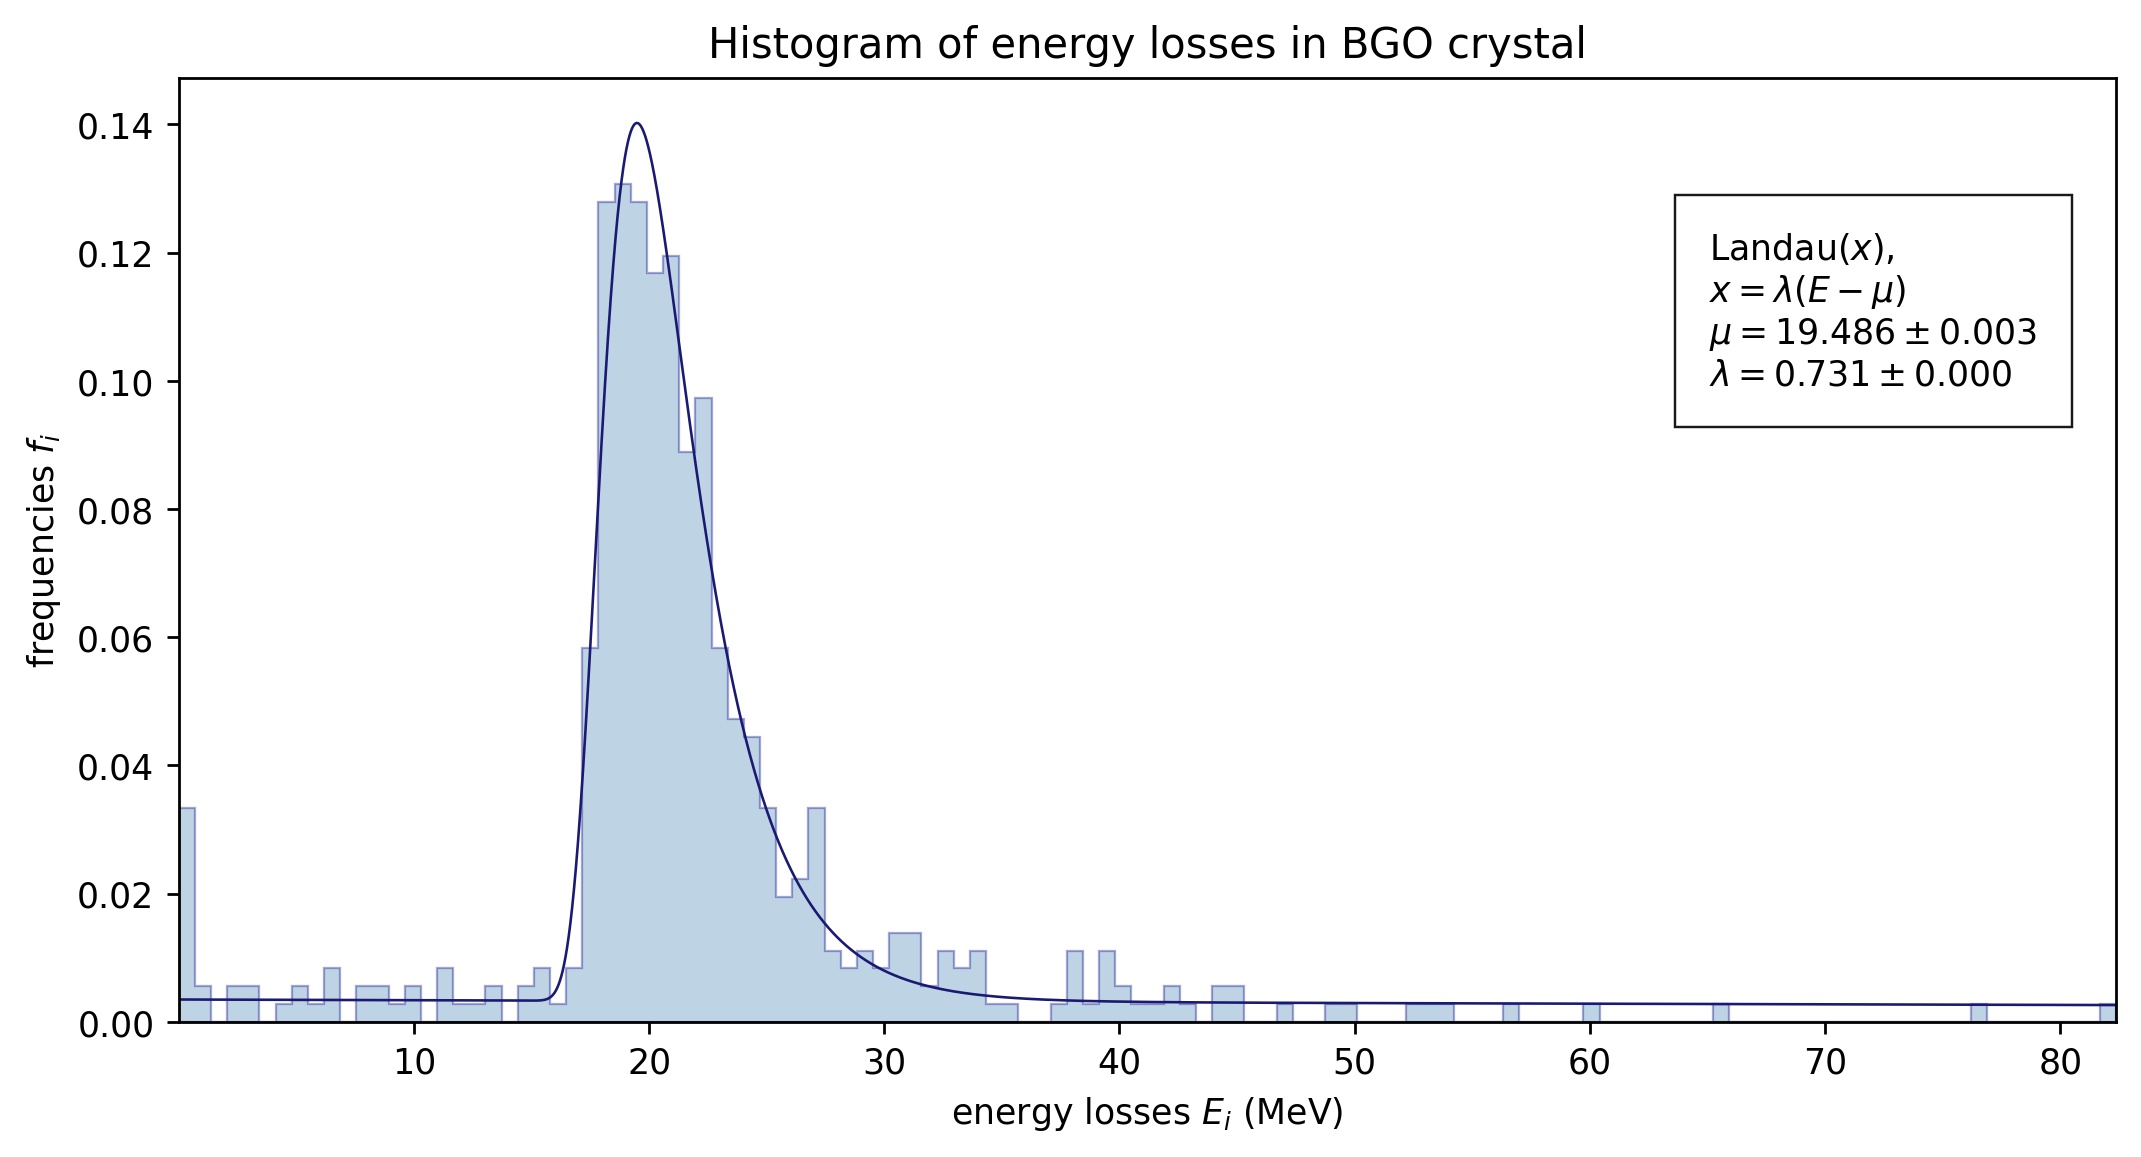 Histogram of energy losses in BGO crystal
0.14
0.12
0.10
0.08
0.06
0.04
0.02
0.00
frequencies fᵢ
Landau(x),
x = λ(E − μ)
μ = 19.486 ± 0.003
λ = 0.731 ± 0.000
10 20 30 40 50 60 70 80
energy losses Eᵢ (MeV)